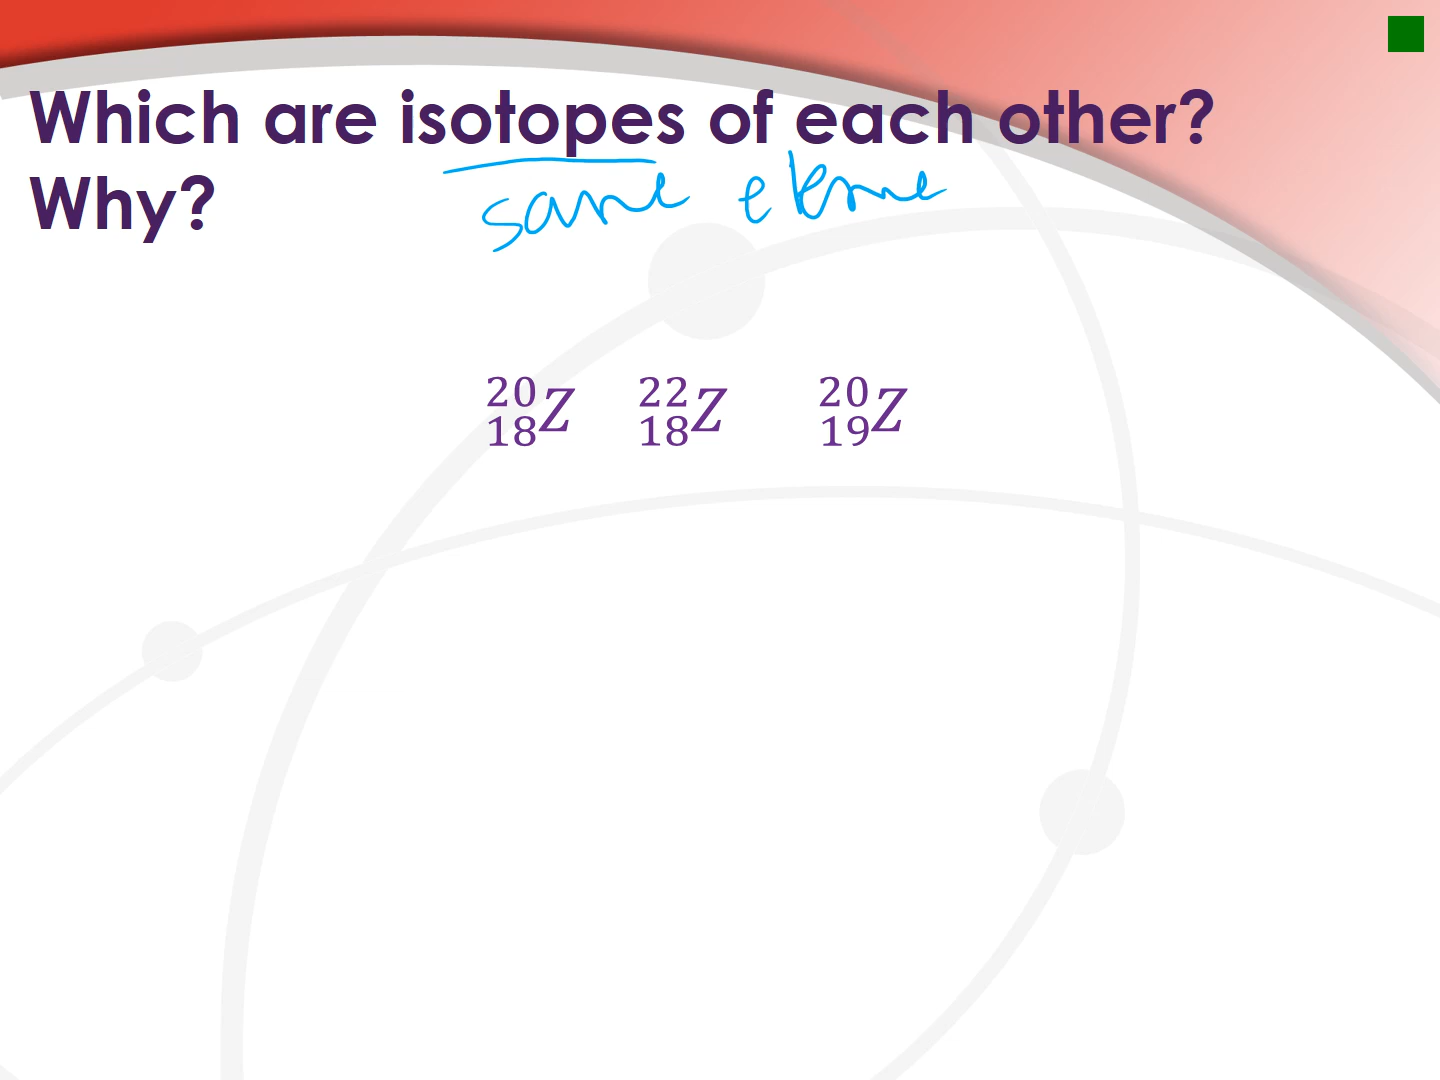 Which are isotopes of each other?
Why?
same eleme
20 18 Z 22 18 Z 20 19 Z